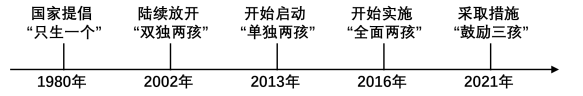 国家提倡
“只生一个”
陆续放开
“双独两孩”
开始启动
“单独两孩”
开始实施
“全面两孩”
采取措施
“鼓励三孩”
1980年
2002年
2013年
2016年
2021年